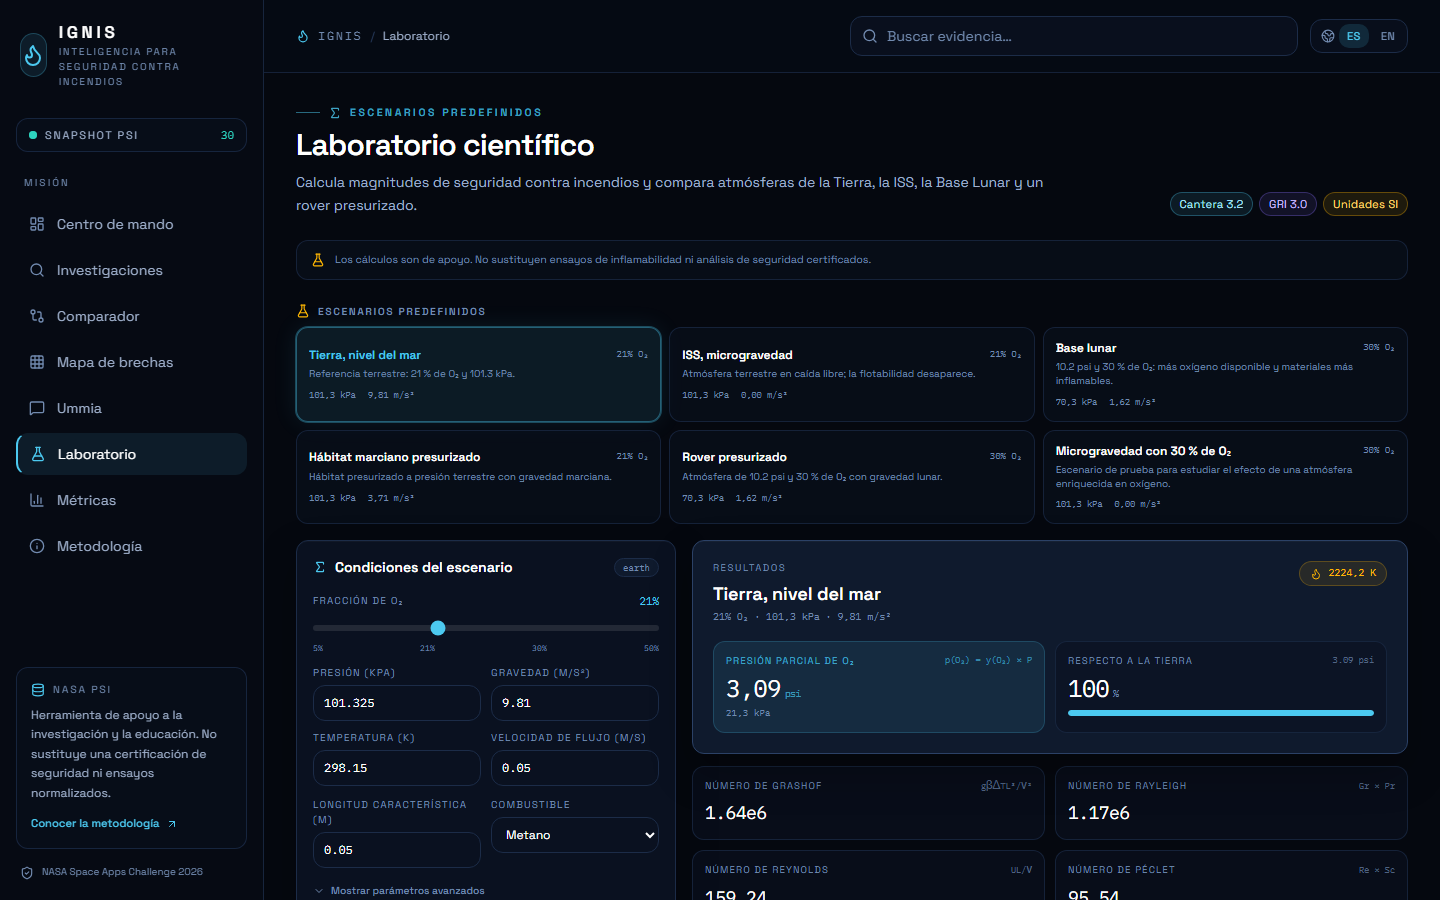 IGNIS
INTELIGENCIA PARA
SEGURIDAD CONTRA
INCENDIOS
SNAPSHOT PSI 30
MISIÓN
Centro de mando
Investigaciones
Comparador
Mapa de brechas
Ummia
Laboratorio
Métricas
Metodología
NASA PSI
Herramienta de apoyo a la
investigación y la educación. No
sustituye una certificación de
seguridad ni ensayos
normalizados.
Conocer la metodología
NASA Space Apps Challenge 2026
IGNIS / Laboratorio
Buscar evidencia...
ES EN
ESCENARIOS PREDEFINIDOS
Laboratorio científico
Calcula magnitudes de seguridad contra incendios y compara atmósferas de la Tierra, la ISS, la Base Lunar y un
rover presurizado.
Cantera 3.2 GRI 3.0 Unidades SI
Los cálculos son de apoyo. No sustituyen ensayos de inflamabilidad ni análisis de seguridad certificados.
ESCENARIOS PREDEFINIDOS
Tierra, nivel del mar 21% O₂
Referencia terrestre: 21 % de O₂ y 101.3 kPa.
101,3 kPa 9,81 m/s²
ISS, microgravedad 21% O₂
Atmósfera terrestre en caída libre; la flotabilidad desaparece.
101,3 kPa 0,00 m/s²
Base lunar 30% O₂
10.2 psi y 30 % de O₂: más oxígeno disponible y materiales más
inflamables.
70,3 kPa 1,62 m/s²
Hábitat marciano presurizado 21% O₂
Hábitat presurizado a presión terrestre con gravedad marciana.
101,3 kPa 3,71 m/s²
Rover presurizado 30% O₂
Atmósfera de 10.2 psi y 30 % de O₂ con gravedad lunar.
70,3 kPa 1,62 m/s²
Microgravedad con 30 % de O₂ 30% O₂
Escenario de prueba para estudiar el efecto de una atmósfera
enriquecida en oxígeno.
101,3 kPa 0,00 m/s²
Condiciones del escenario earth
FRACCIÓN DE O₂ 21%
5% 21% 30% 50%
PRESIÓN (KPA) GRAVEDAD (M/S²)
101.325 9.81
TEMPERATURA (K) VELOCIDAD DE FLUJO (M/S)
298.15 0.05
LONGITUD CARACTERÍSTICA
(M)
COMBUSTIBLE
0.05 Metano
Mostrar parámetros avanzados
RESULTADOS 2224,2 K
Tierra, nivel del mar
21% O₂ · 101,3 kPa · 9,81 m/s²
PRESIÓN PARCIAL DE O₂ p(O₂) = y(O₂) × P
3,09 psi
21,3 kPa
RESPECTO A LA TIERRA 3.09 psi
100 %
NÚMERO DE GRASHOF gβΔTL³/ν²
1.64e6
NÚMERO DE RAYLEIGH Gr × Pr
1.17e6
NÚMERO DE REYNOLDS UL/ν
159.24
NÚMERO DE PÉCLET Re × Sc
95.54